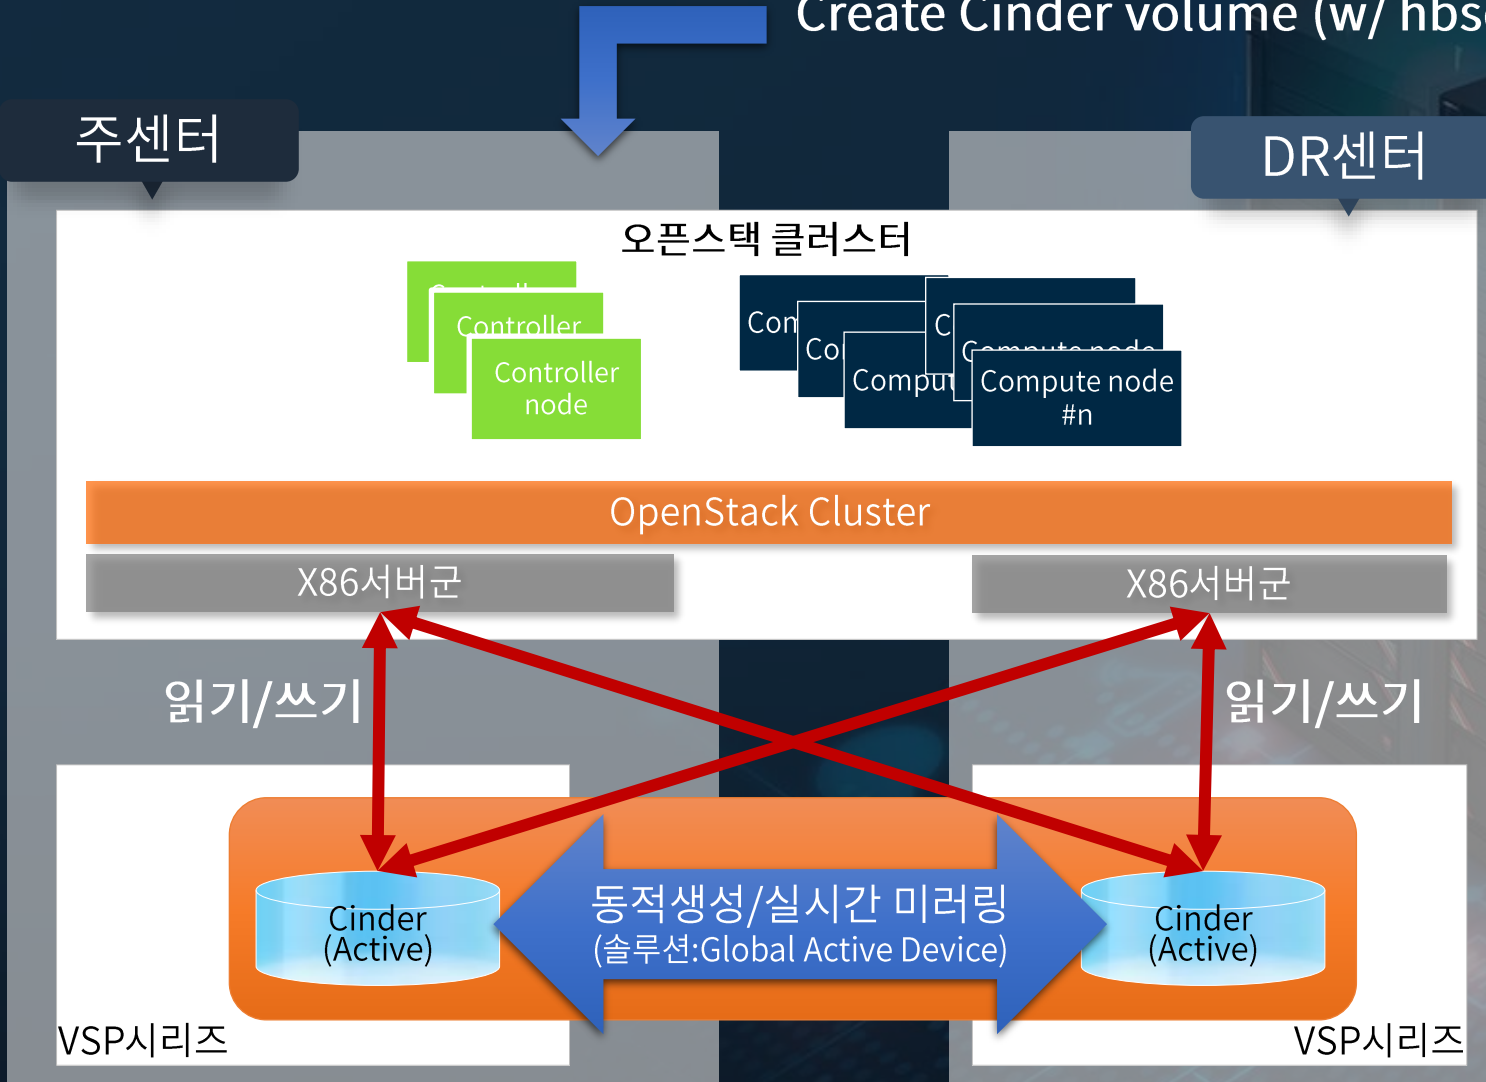 Create Cinder volume (w/
주센터
DR센터
오픈스택 클러스터
Controller
Controller
node
Compute node
#n
OpenStack Cluster
X86서버군
X86서버군
읽기/쓰기
읽기/쓰기
동적생성/실시간 미러링
(솔루션:Global Active Device)
Cinder
(Active)
Cinder
(Active)
VSP시리즈
VSP시리즈